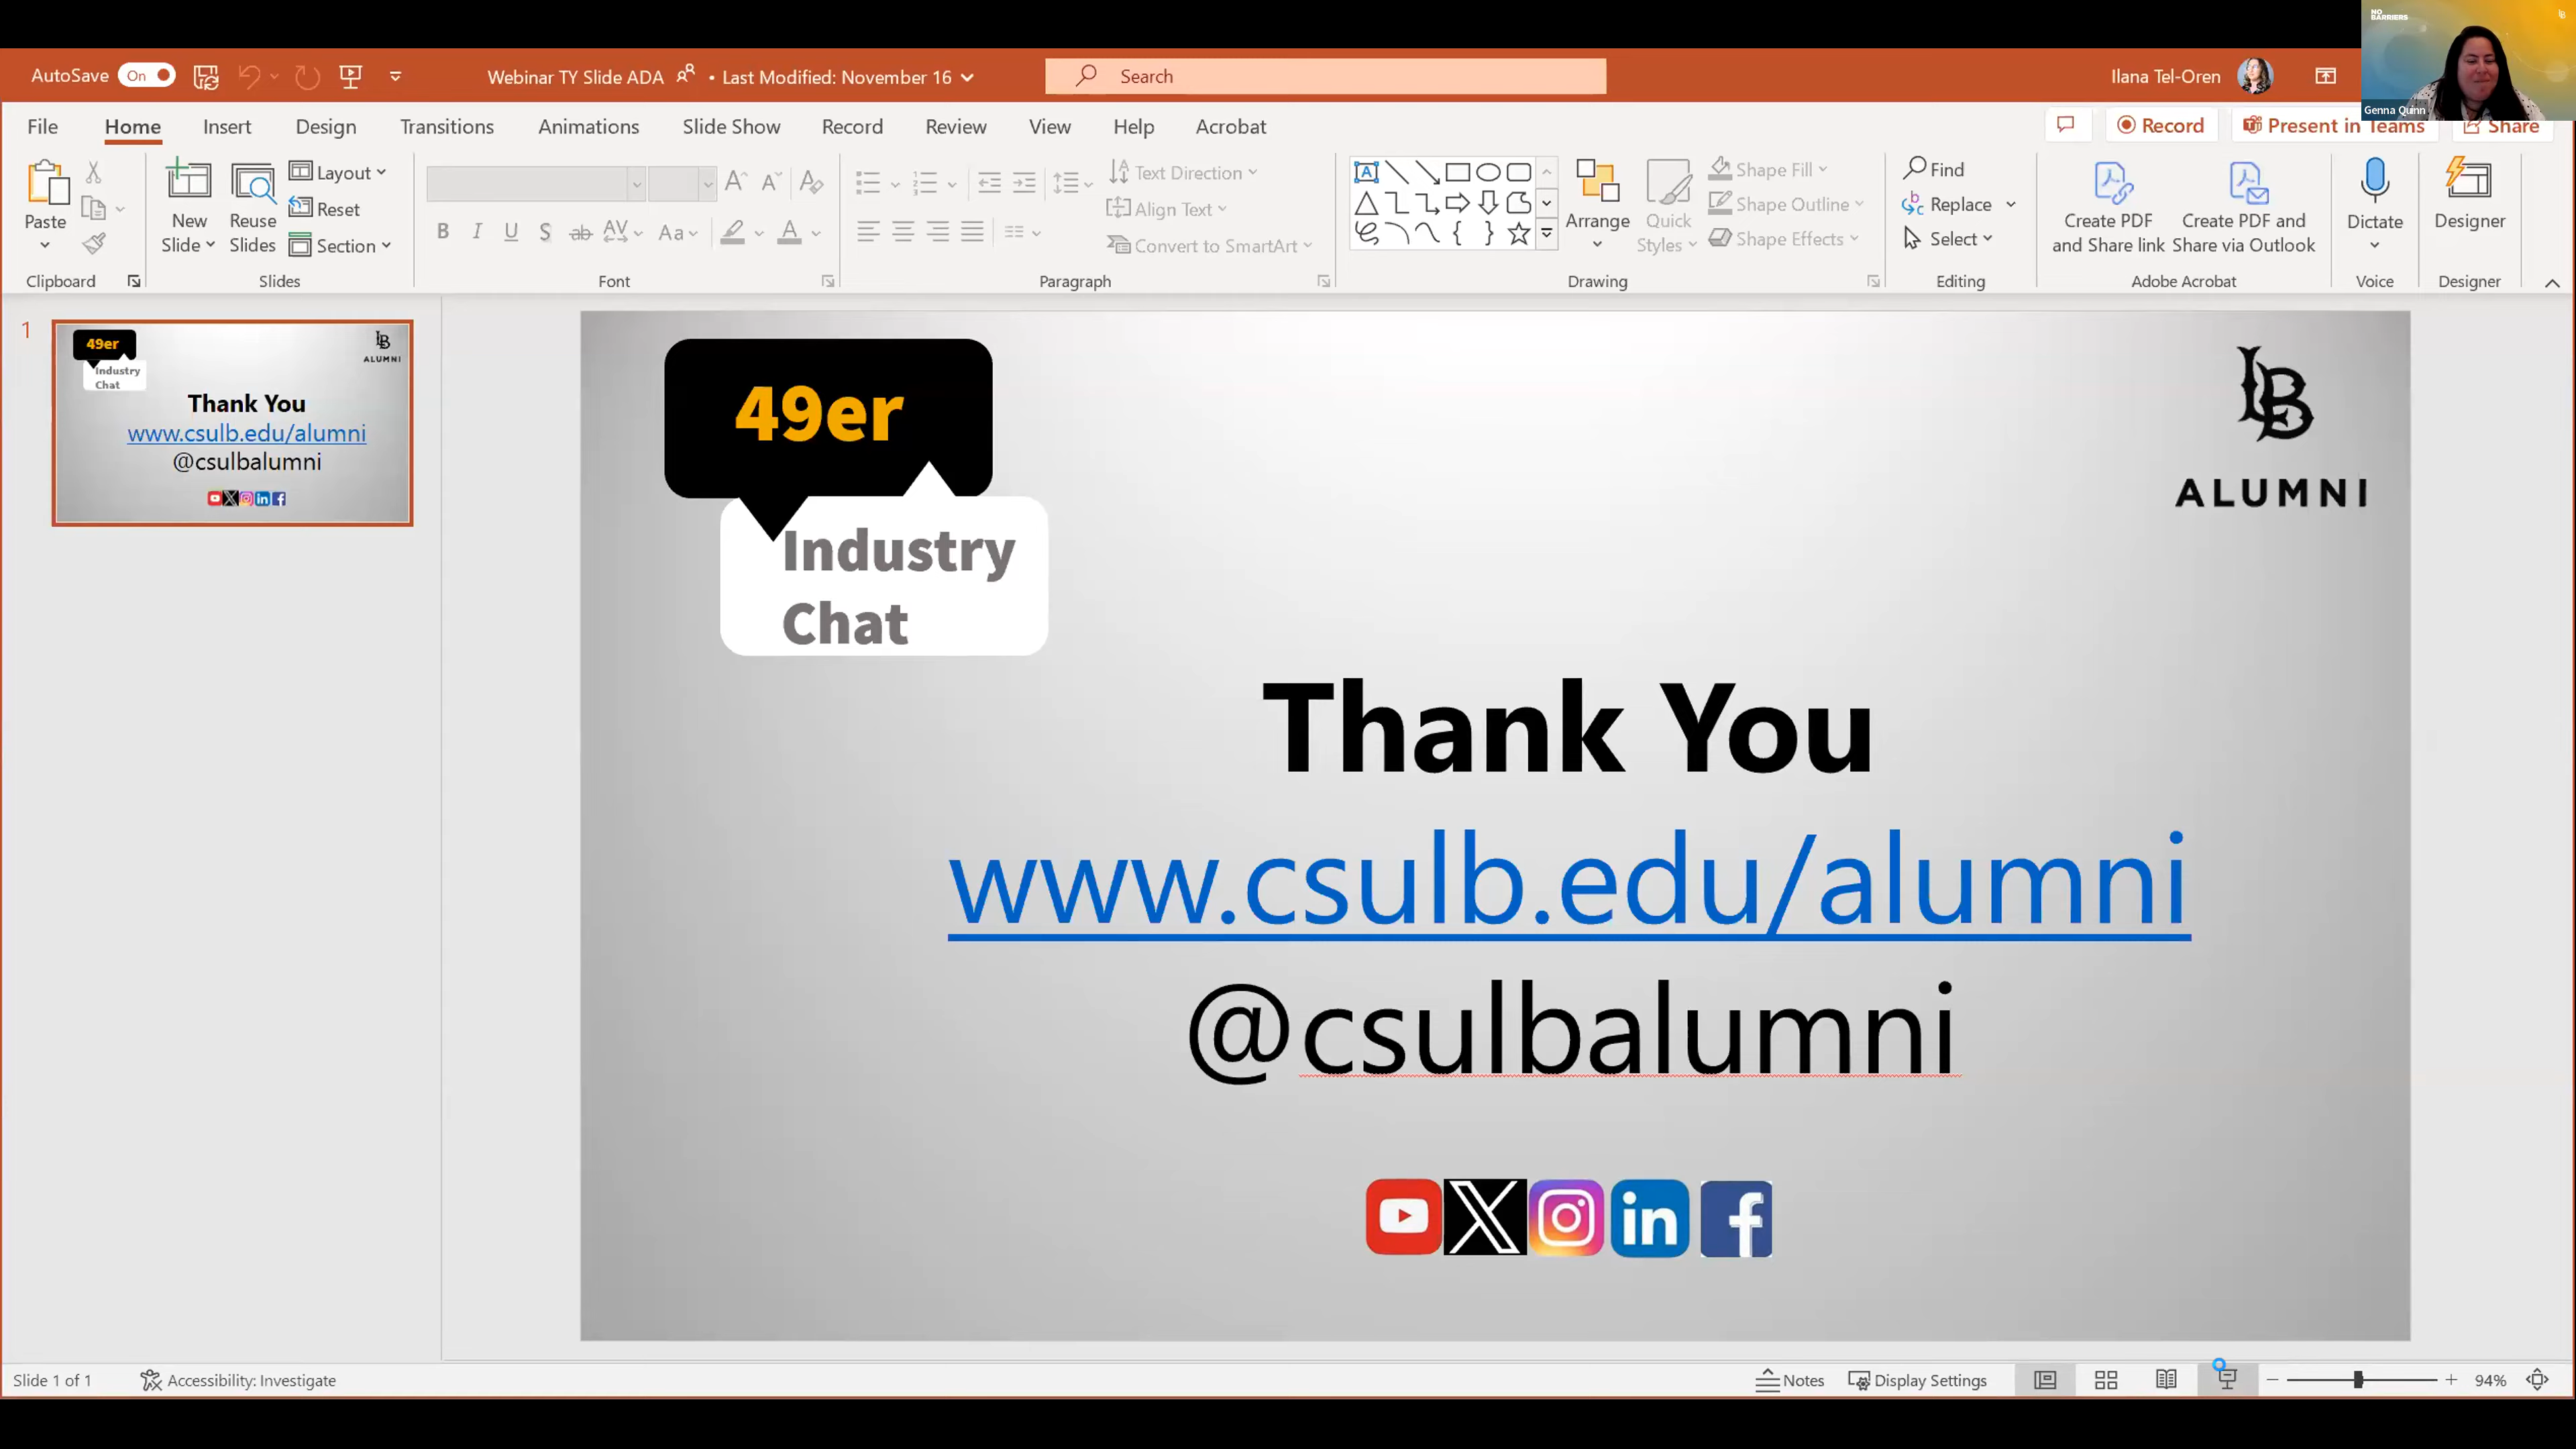 NO BARRIERS
Genna Quinn
AutoSave On Webinar TY Slide ADA • Last Modified: November 16 Search Ilana Tel-Oren
File Home Insert Design Transitions Animations Slide Show Record Review View Help Acrobat Record Present in Teams Share
Paste
New Slide
Reuse Slides
Layout
Reset
Section
B I U S ab AV Aa A
Text Direction
Align Text
Convert to SmartArt
Arrange
Quick Styles
Shape Fill
Shape Outline
Shape Effects
Find
Replace
Select
Create PDF and Share link
Create PDF and Share via Outlook
Dictate
Designer
Clipboard Slides Font Paragraph Drawing Editing Adobe Acrobat Voice Designer
1
49er
Industry
Chat
LB
ALUMNI
Thank You
www.csulb.edu/alumni
@csulbalumni
49er
Industry
Chat
LB
ALUMNI
Thank You
www.csulb.edu/alumni
@csulbalumni
Slide 1 of 1 Accessibility: Investigate Notes Display Settings 94%